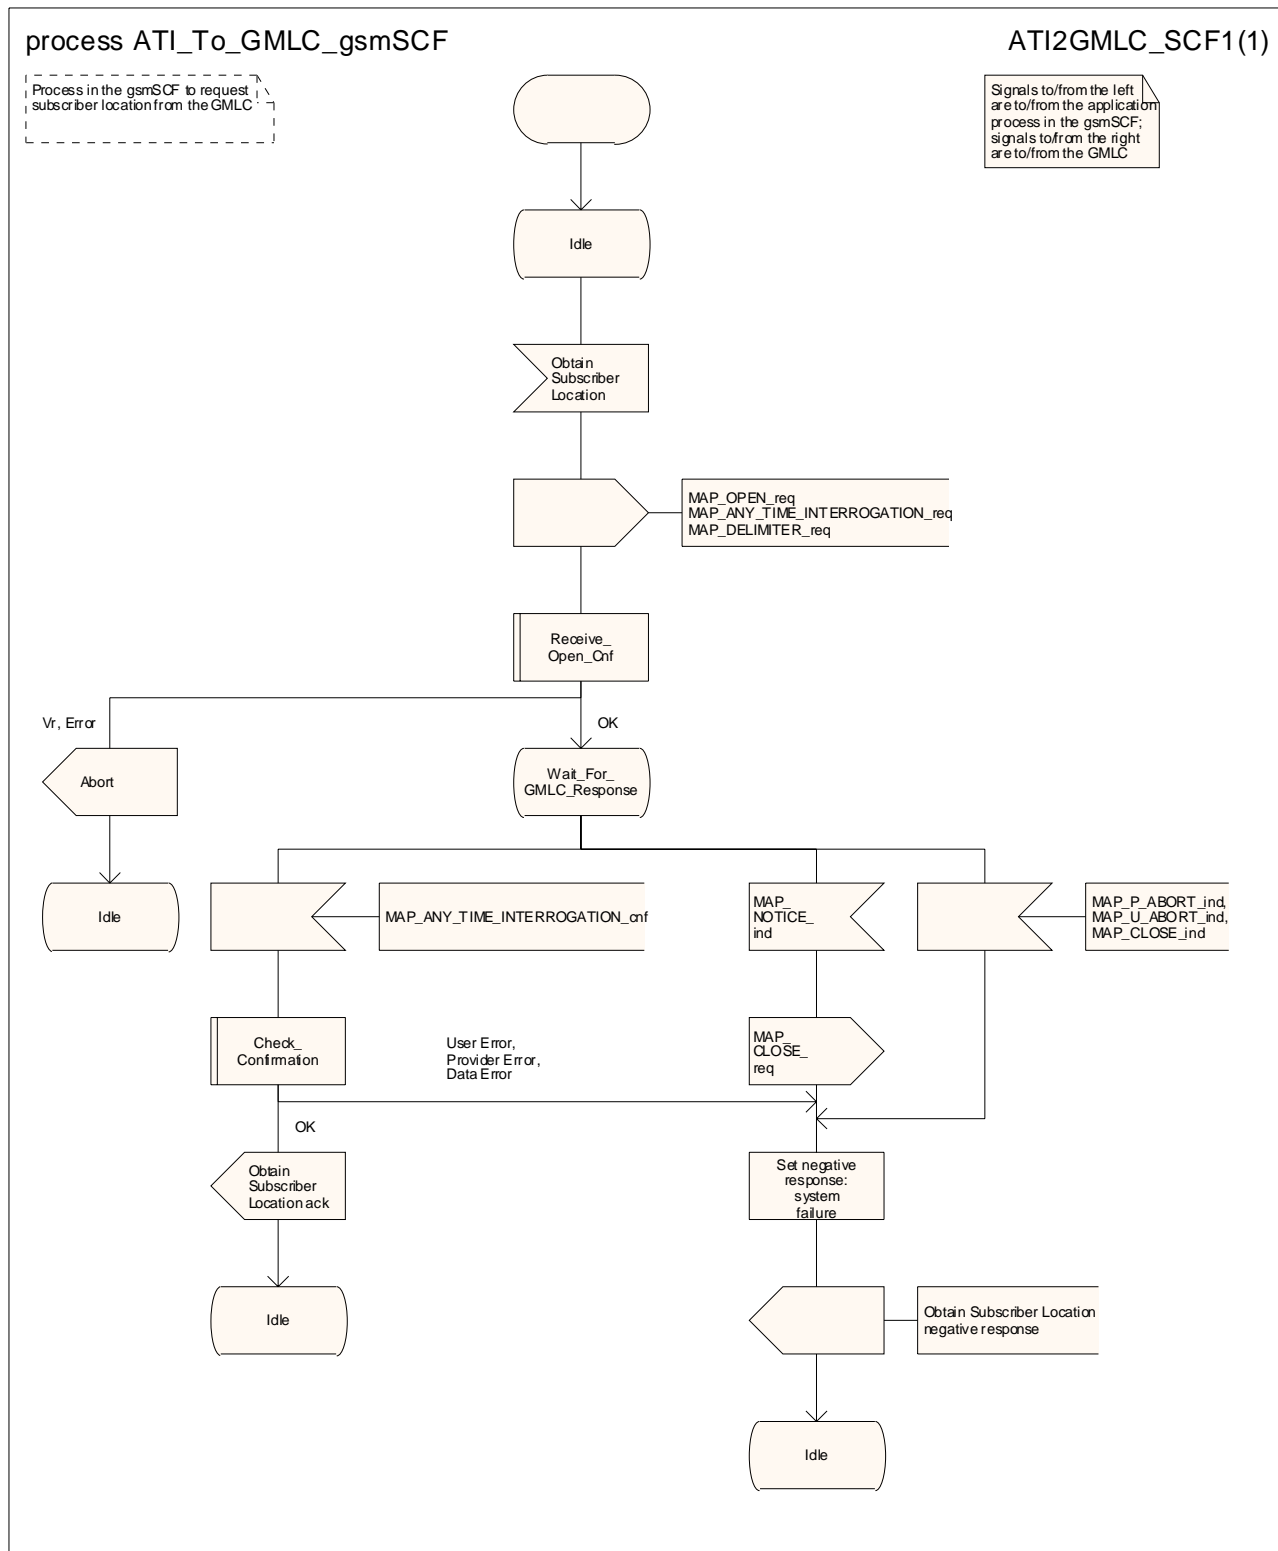 process ATI_To_GMLC_gsmSCF
ATI2GMLC_SCF1(1)
Process in the gsmSCF to request
subscriber location from the GMLC
Signals to/from the left
are to/from the application
process in the gsmSCF;
signals to/from the right
are to/from the GMLC
Idle
Obtain
Subscriber
Location
MAP_OPEN_req
MAP_ANY_TIME_INTERROGATION_req
MAP_DELIMITER_req
Receive_
Open_Cnf
Vr, Error
OK
Abort
Wait_For_
GMLC_Response
Idle
MAP_ANY_TIME_INTERROGATION_cnf
MAP_
NOTICE_
ind
MAP_P_ABORT_ind,
MAP_U_ABORT_ind,
MAP_CLOSE_ind
Check_
Confirmation
User Error,
Provider Error,
Data Error
MAP_
CLOSE_
req
OK
Obtain
Subscriber
Location ack
Set negative
response:
system
failure
Idle
Obtain Subscriber Location
negative response
Idle